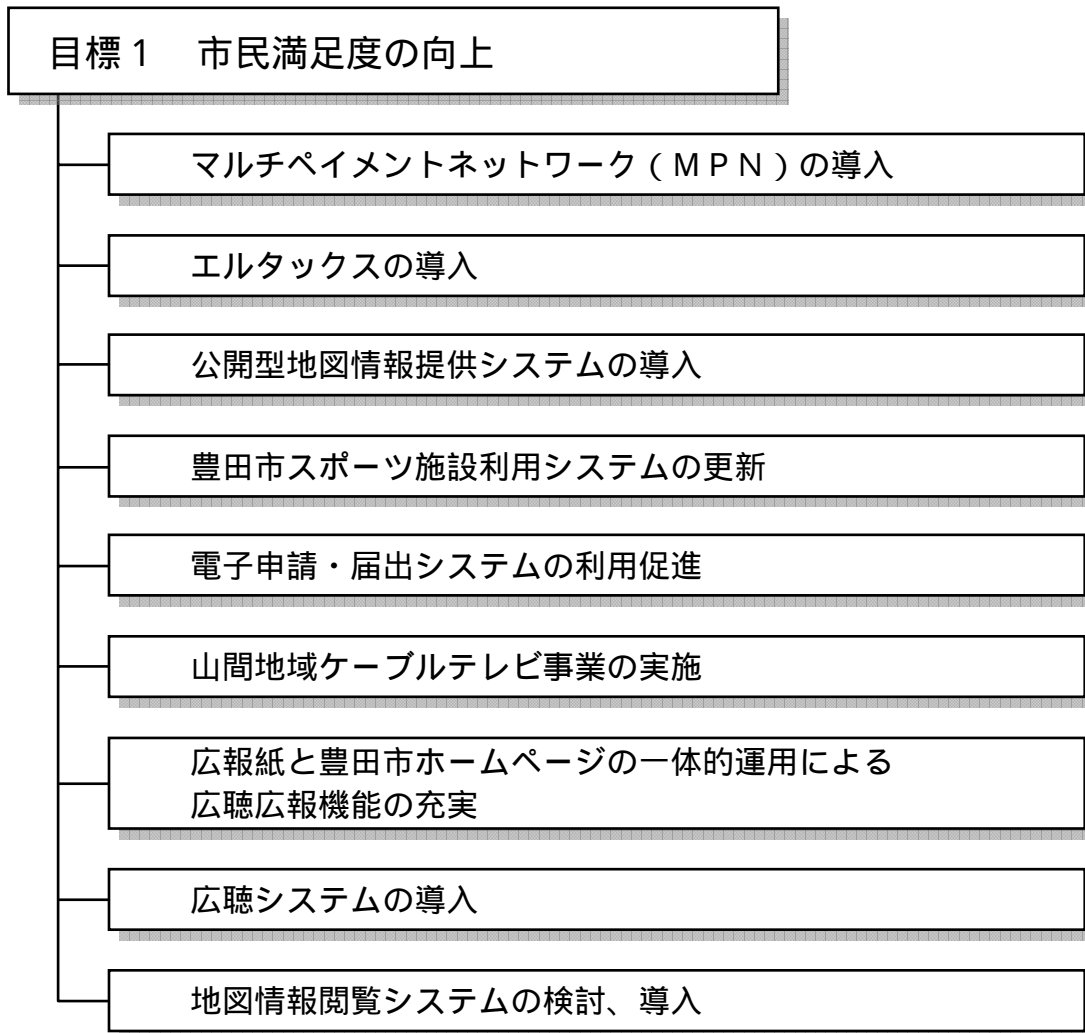 目標１　市民満足度の向上
マルチペイメントネットワーク（ＭＰＮ）の導入
エルタックスの導入
公開型地図情報提供システムの導入
豊田市スポーツ施設利用システムの更新
電子申請・届出システムの利用促進
山間地域ケーブルテレビ事業の実施
広報紙と豊田市ホームページの一体的運用による
広聴広報機能の充実
広聴システムの導入
地図情報閲覧システムの検討、導入